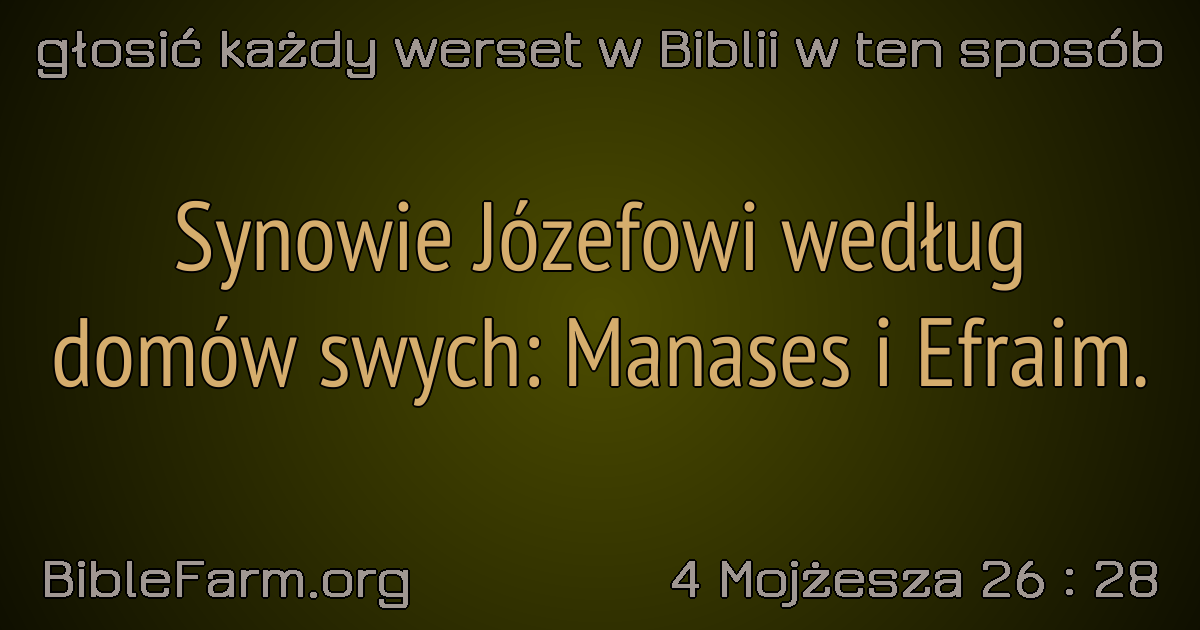 głosić każdy werset w Biblii w ten sposób
Synowie Józefowi według
domów swych: Manases i Efraim.
BibleFarm.org
4 Mojżesza 26 : 28